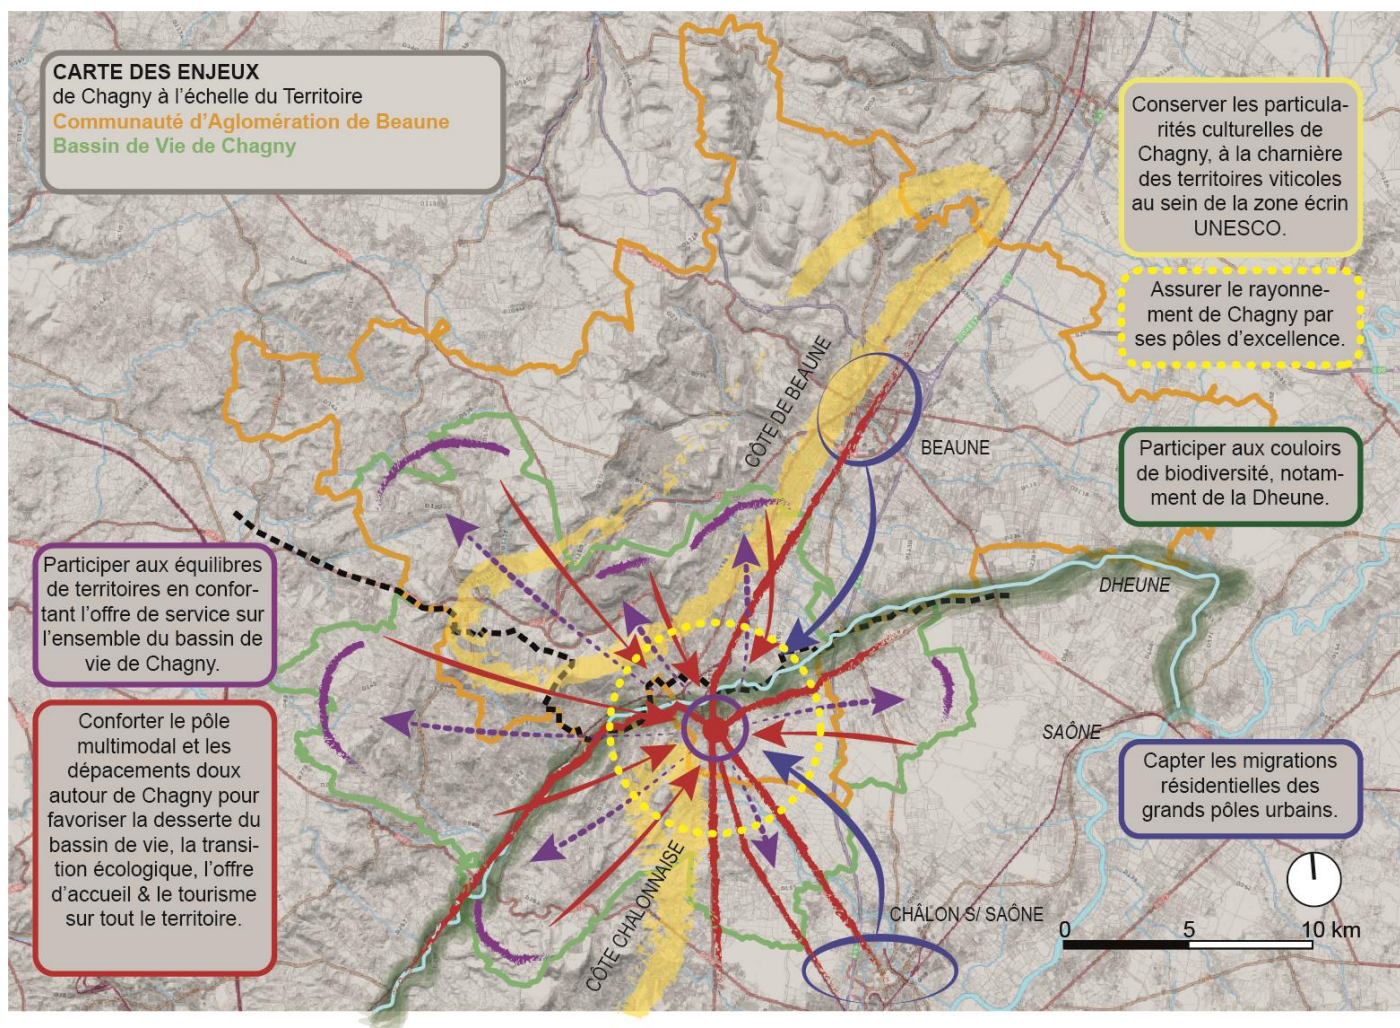 CARTE DES ENJEUX
de Chagny à l'échelle du Territoire
Communauté d'Aglomération de Beaune
Bassin de Vie de Chagny
Conserver les particula-
rités culturelles de
Chagny, à la charnière
des territoires viticoles
au sein de la zone écrin
UNESCO.
Assurer le rayonne-
ment de Chagny par
ses pôles d'excellence.
CÔTE DE BEAUNE
BEAUNE
Participer aux couloirs
de biodiversité, notam-
ment de la Dheune.
Participer aux équilibres
de territoires en confor-
tant l'offre de service sur
l'ensemble du bassin de
vie de Chagny.
DHEUNE
Conforter le pôle
multimodal et les
dépacements doux
autour de Chagny pour
favoriser la desserte du
bassin de vie, la transi-
tion écologique, l'offre
d'accueil & le tourisme
sur tout le territoire.
SAÔNE
Capter les migrations
résidentielles des
grands pôles urbains.
CÔTE CHALONNAISE
CHÂLON S/ SAÔNE
0 5 10 km